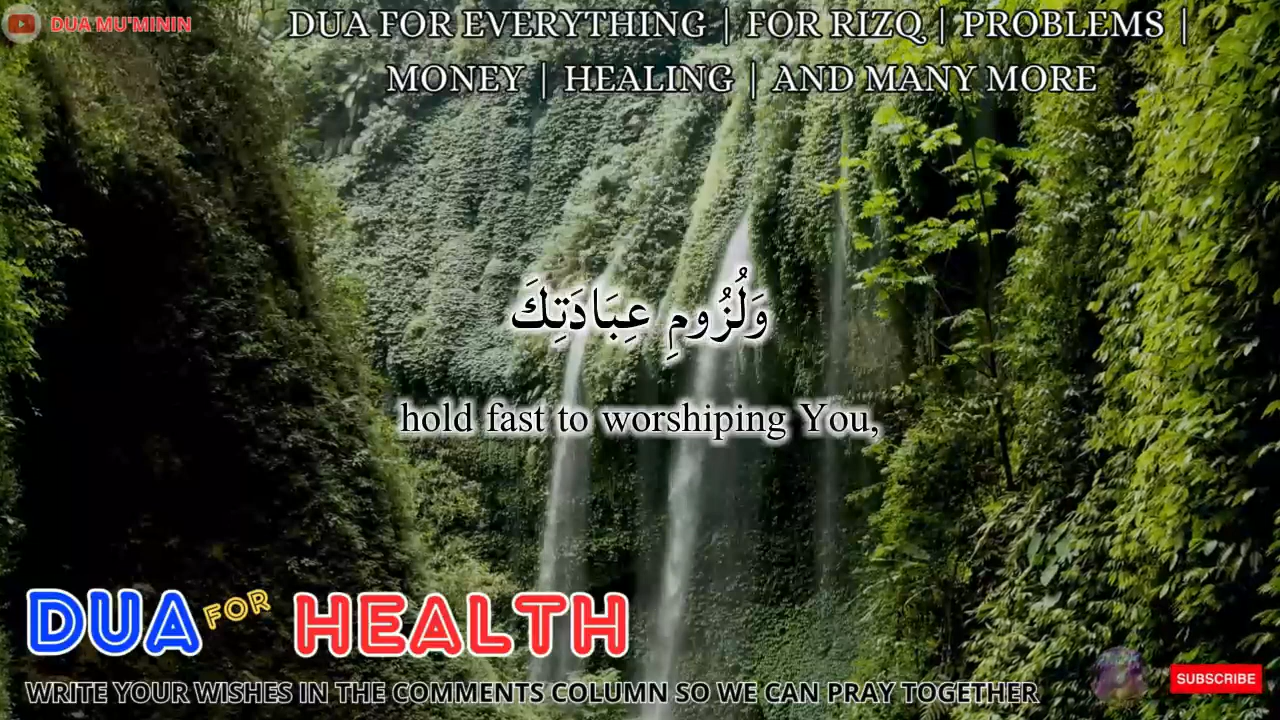 DUA MU'MININ
DUA FOR EVERYTHING | FOR RIZQ | PROBLEMS |
MONEY | HEALING | AND MANY MORE
وَلُزُومِ عِبَادَتِكَ
hold fast to worshiping You,
DUA FOR HEALTH
WRITE YOUR WISHES IN THE COMMENTS COLUMN SO WE CAN PRAY TOGETHER
SUBSCRIBE